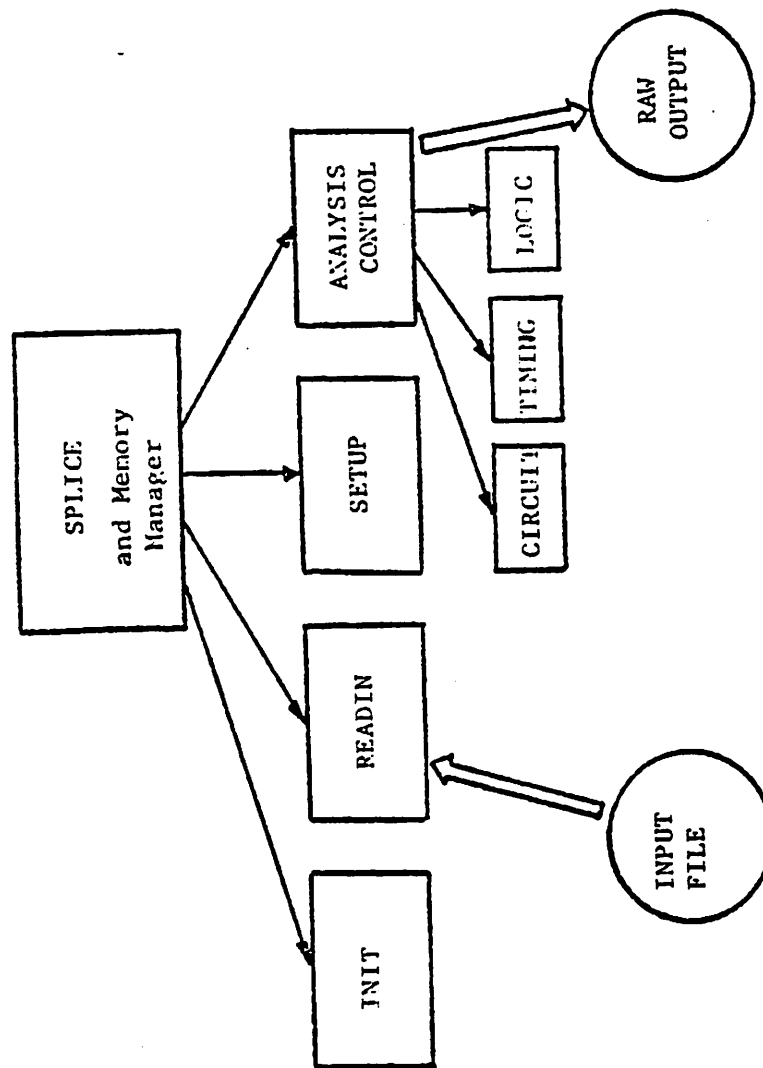 SPLICE
and Memory
Manager
INIT
READIN
SETUP
ANALYSIS
CONTROL
CIRCUIT
TIMING
LOGIC
INPUT
FILE
RAW
OUTPUT